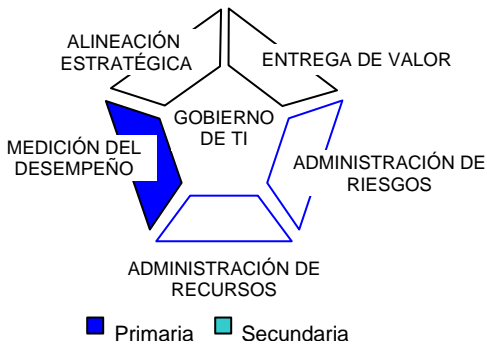 ALINEACIÓN
ESTRATÉGICA
ENTREGA DE VALOR
GOBIERNO
DE TI
MEDICIÓN DEL
DESEMPEÑO
ADMINISTRACIÓN DE
RIESGOS
ADMINISTRACIÓN DE
RECURSOS
Primaria Secundaria